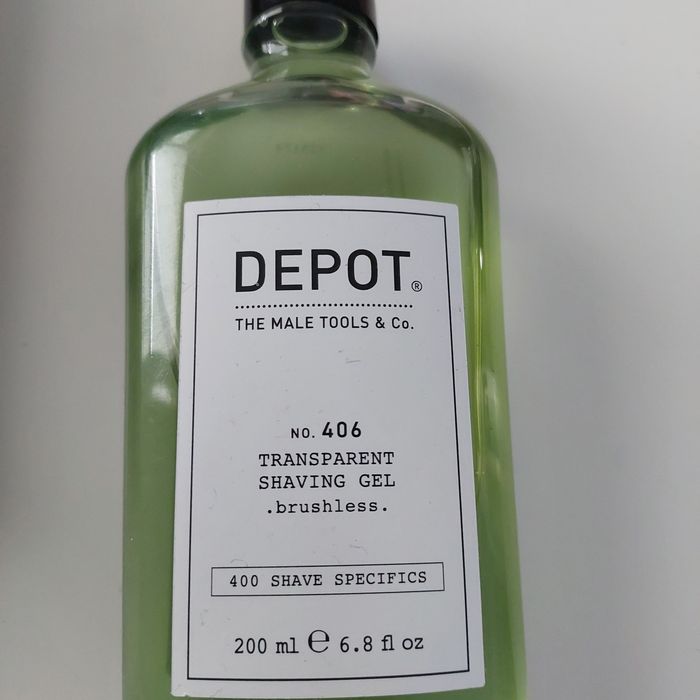 DEPOT®
THE MALE TOOLS & Co.
NO. 406
TRANSPARENT
SHAVING GEL
.brushless.
400 SHAVE SPECIFICS
200 ml ℮ 6.8 fl oz